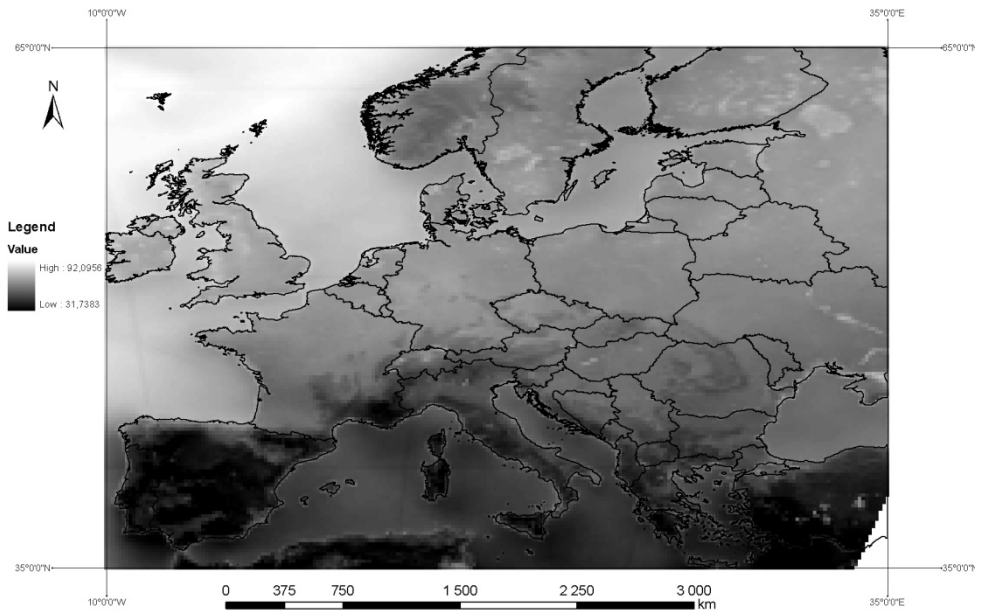 10°0'0"W 35°0'0"E
65°0'0"N 65°0'0"N
N
Legend
Value
High : 92,0956
Low : 31,7383
35°0'0"N 35°0'0"N
10°0'0"W 35°0'0"E
0 375 750 1 500 2 250 3 000
km